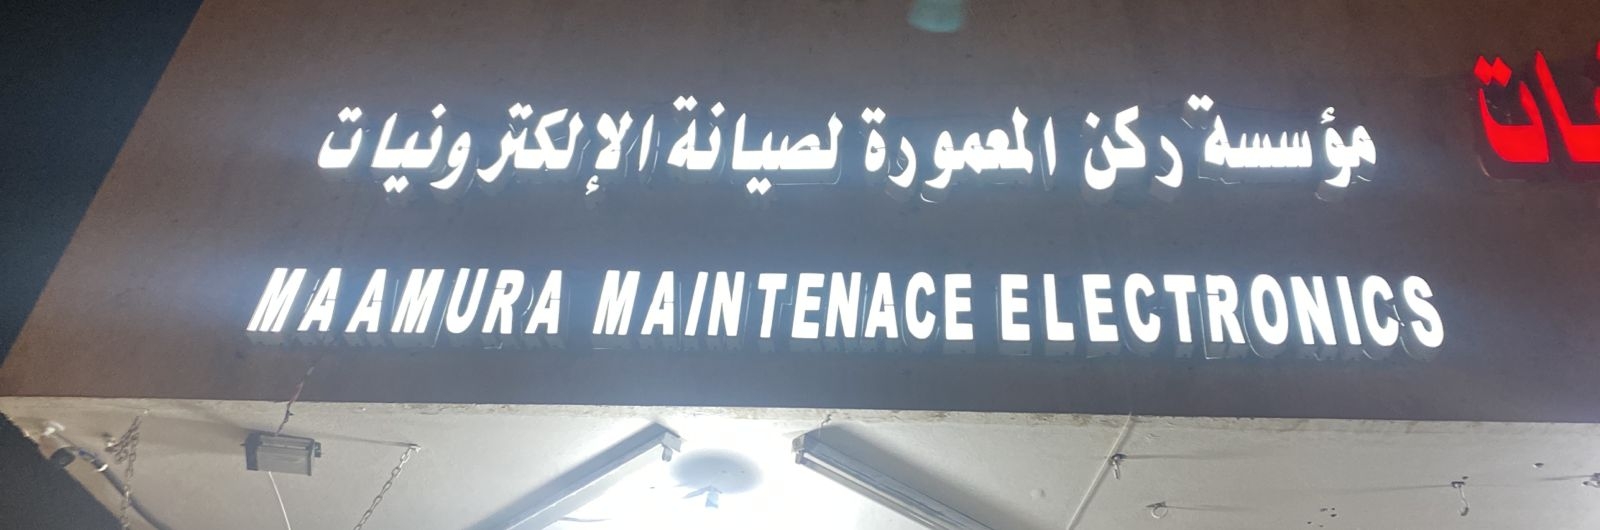 مؤسسة ركن المعمورة لصيانة الإلكترونيات
MAAMURA MAINTENACE ELECTRONICS